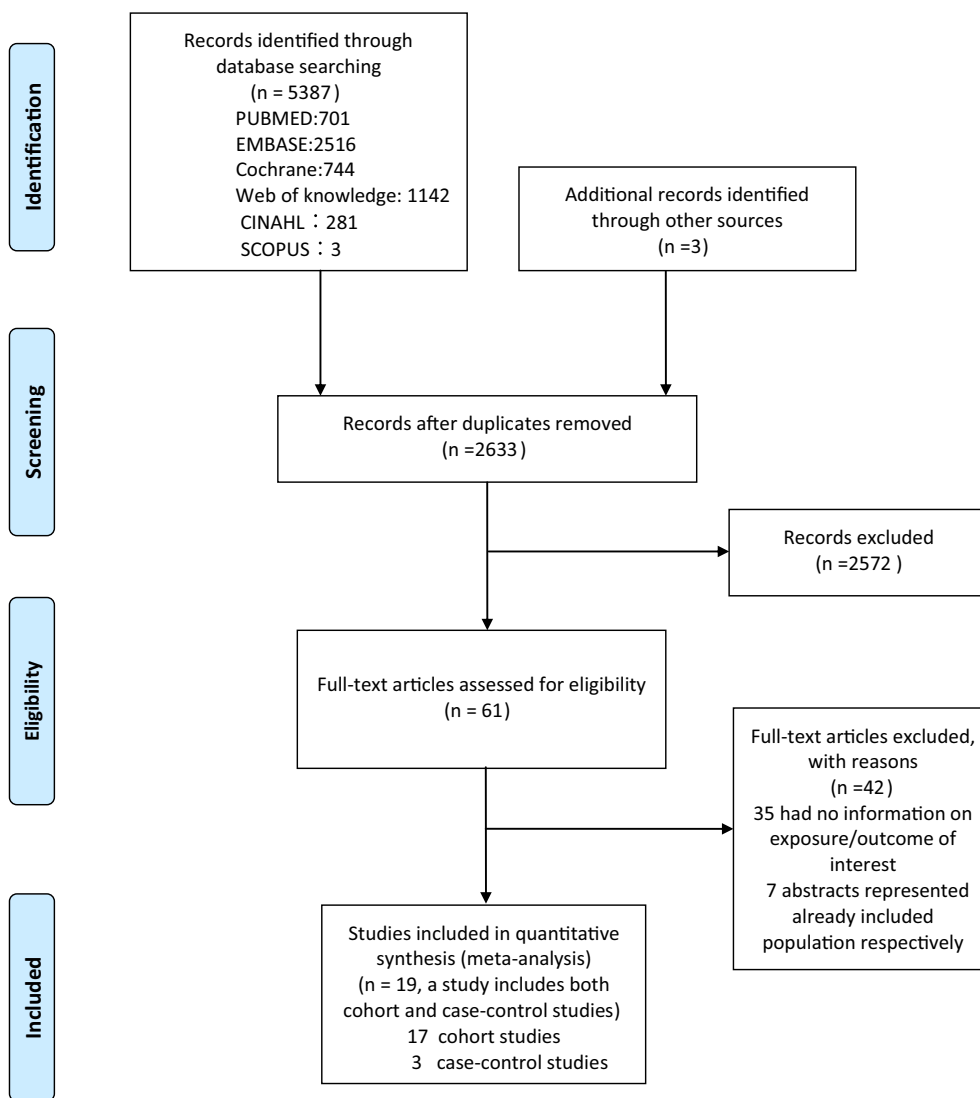 Identification
Records identified through
database searching
(n = 5387)
PUBMED:701
EMBASE:2516
Cochrane:744
Web of knowledge: 1142
CINAHL：281
SCOPUS：3
Additional records identified
through other sources
(n =3)
Screening
Records after duplicates removed
(n =2633)
Records excluded
(n =2572 )
Eligibility
Full-text articles assessed for eligibility
(n = 61)
Full-text articles excluded,
with reasons
(n =42)
35 had no information on
exposure/outcome of
interest
7 abstracts represented
already included
population respectively
Included
Studies included in quantitative
synthesis (meta-analysis)
(n = 19, a study includes both
cohort and case-control studies)
17 cohort studies
3 case-control studies